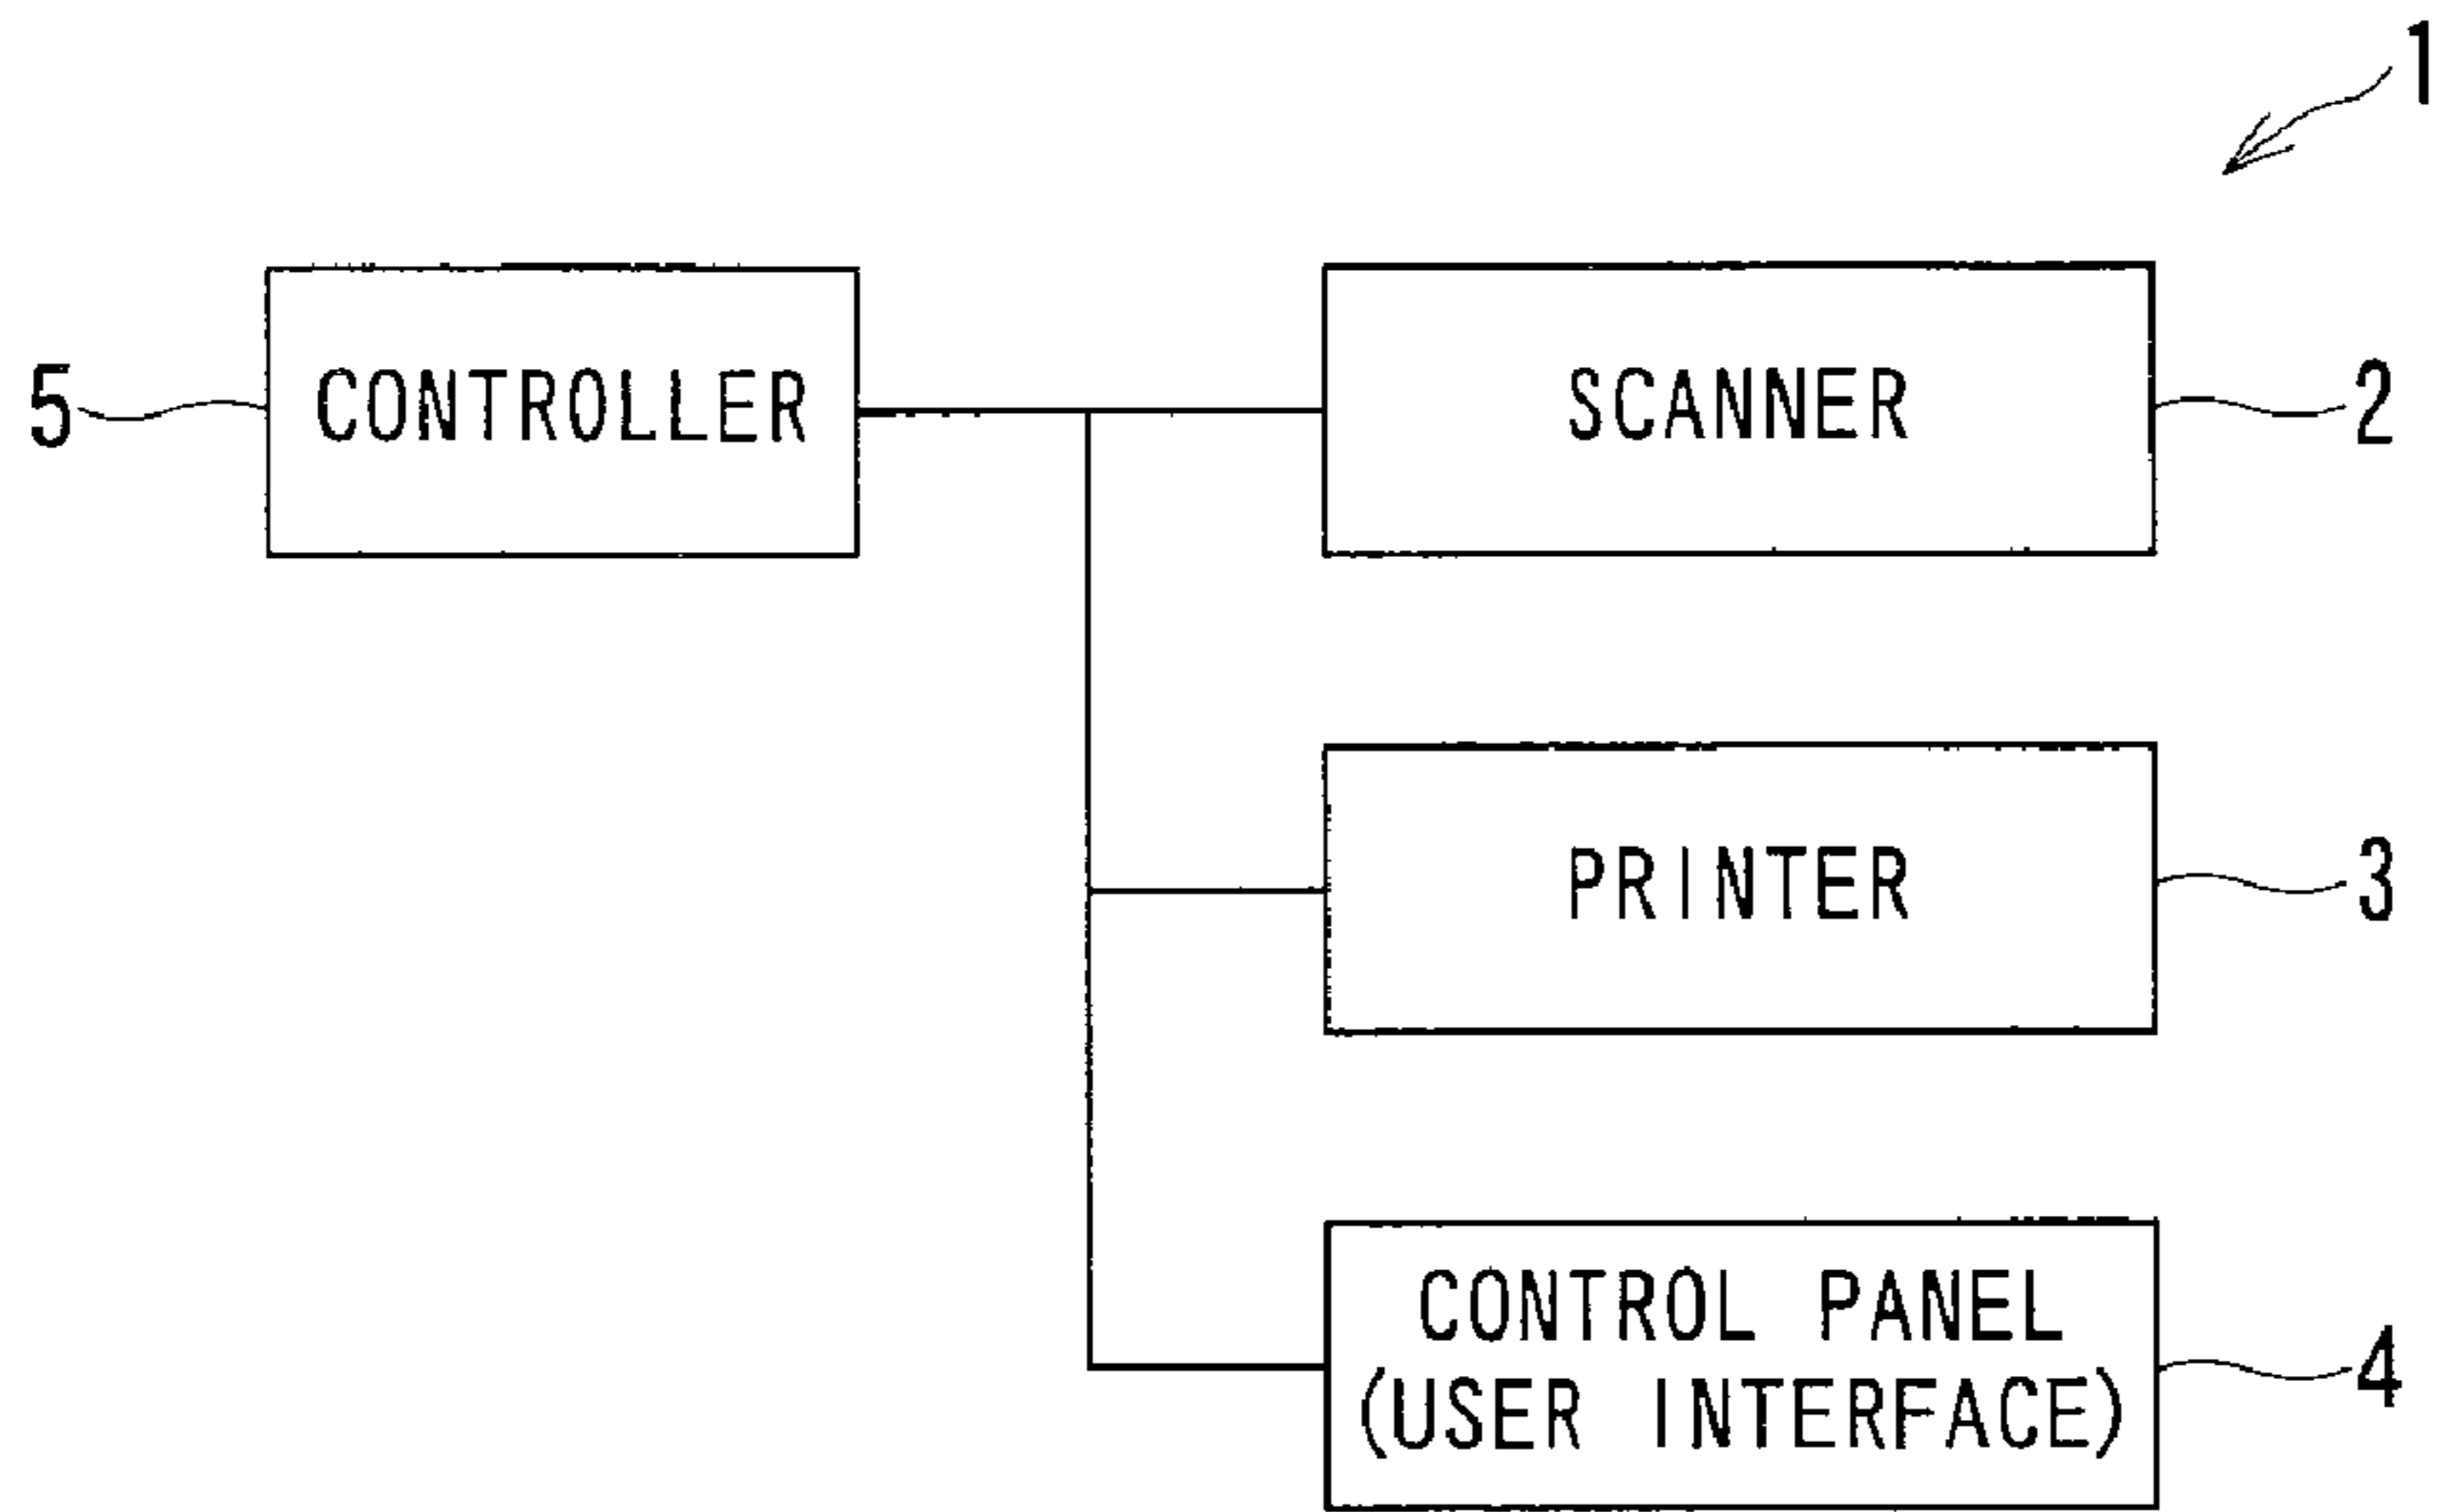 1
5
CONTROLLER
SCANNER
2
PRINTER
3
CONTROL PANEL
(USER INTERFACE)
4